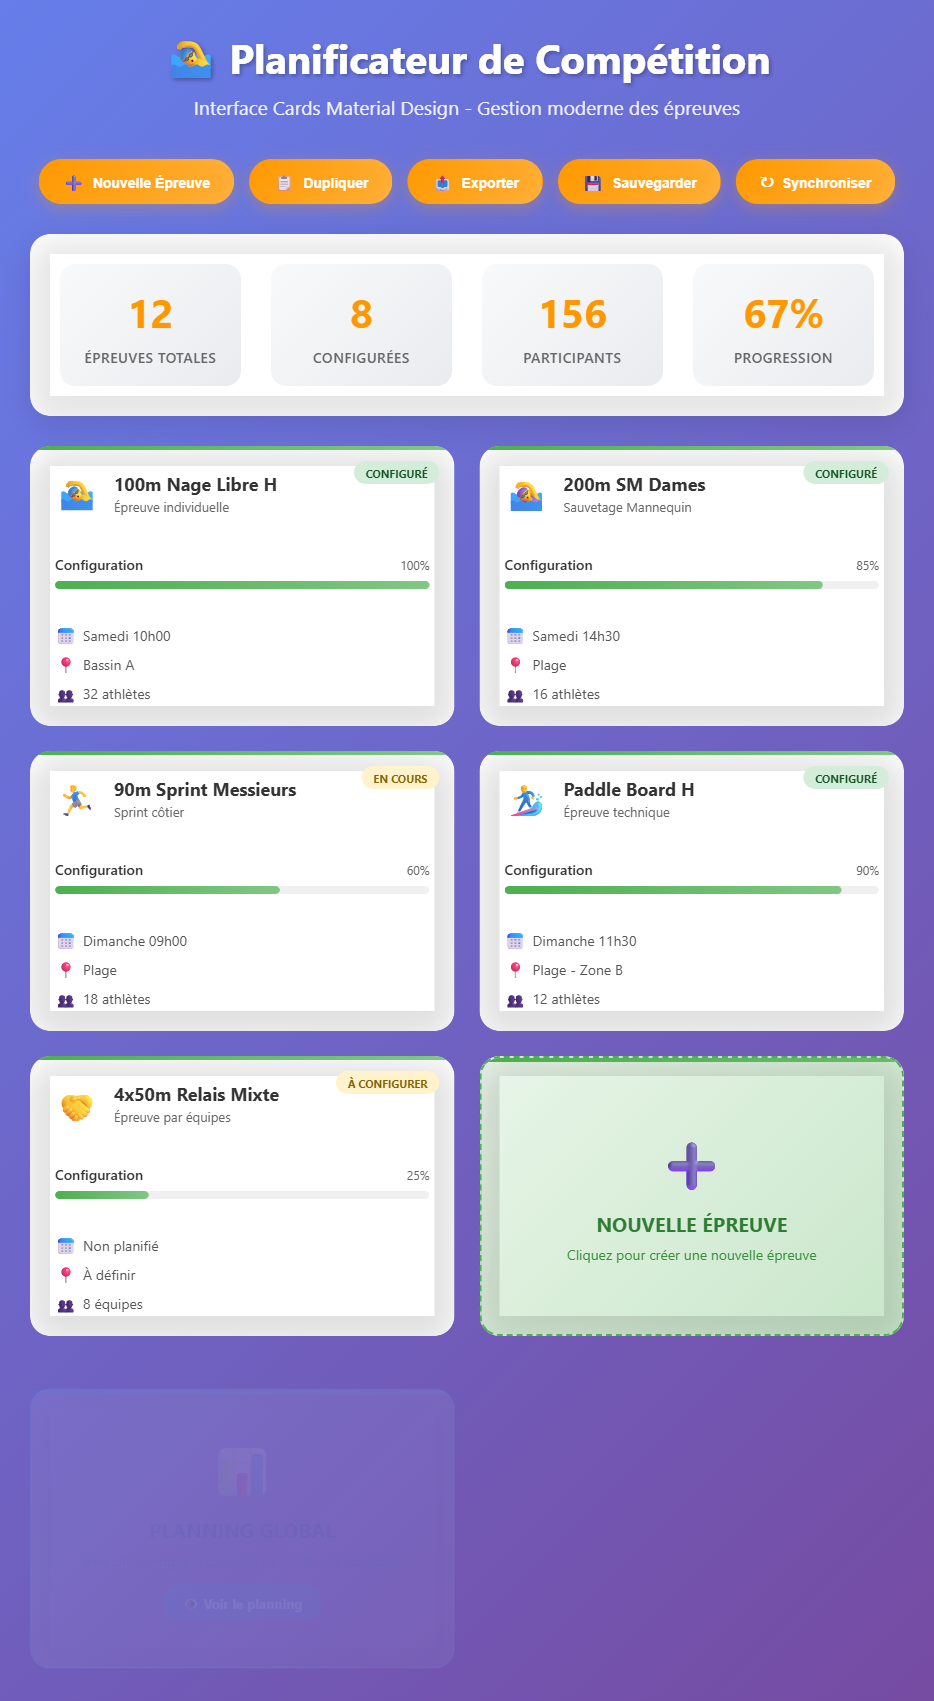 Planificateur de Compétition
Interface Cards Material Design - Gestion moderne des épreuves
Nouvelle Épreuve
Dupliquer
Exporter
Sauvegarder
Synchroniser
12
ÉPREUVES TOTALES
8
CONFIGURÉES
156
PARTICIPANTS
67%
PROGRESSION
100m Nage Libre H
CONFIGURÉ
Épreuve individuelle
Configuration 100%
Samedi 10h00
Bassin A
32 athlètes
200m SM Dames
CONFIGURÉ
Sauvetage Mannequin
Configuration 85%
Samedi 14h30
Plage
16 athlètes
90m Sprint Messieurs
EN COURS
Sprint côtier
Configuration 60%
Dimanche 09h00
Plage
18 athlètes
Paddle Board H
CONFIGURÉ
Épreuve technique
Configuration 90%
Dimanche 11h30
Plage - Zone B
12 athlètes
4x50m Relais Mixte
À CONFIGURER
Épreuve par équipes
Configuration 25%
Non planifié
À définir
8 équipes
NOUVELLE ÉPREUVE
Cliquez pour créer une nouvelle épreuve
PLANNING GLOBAL
Voir le planning